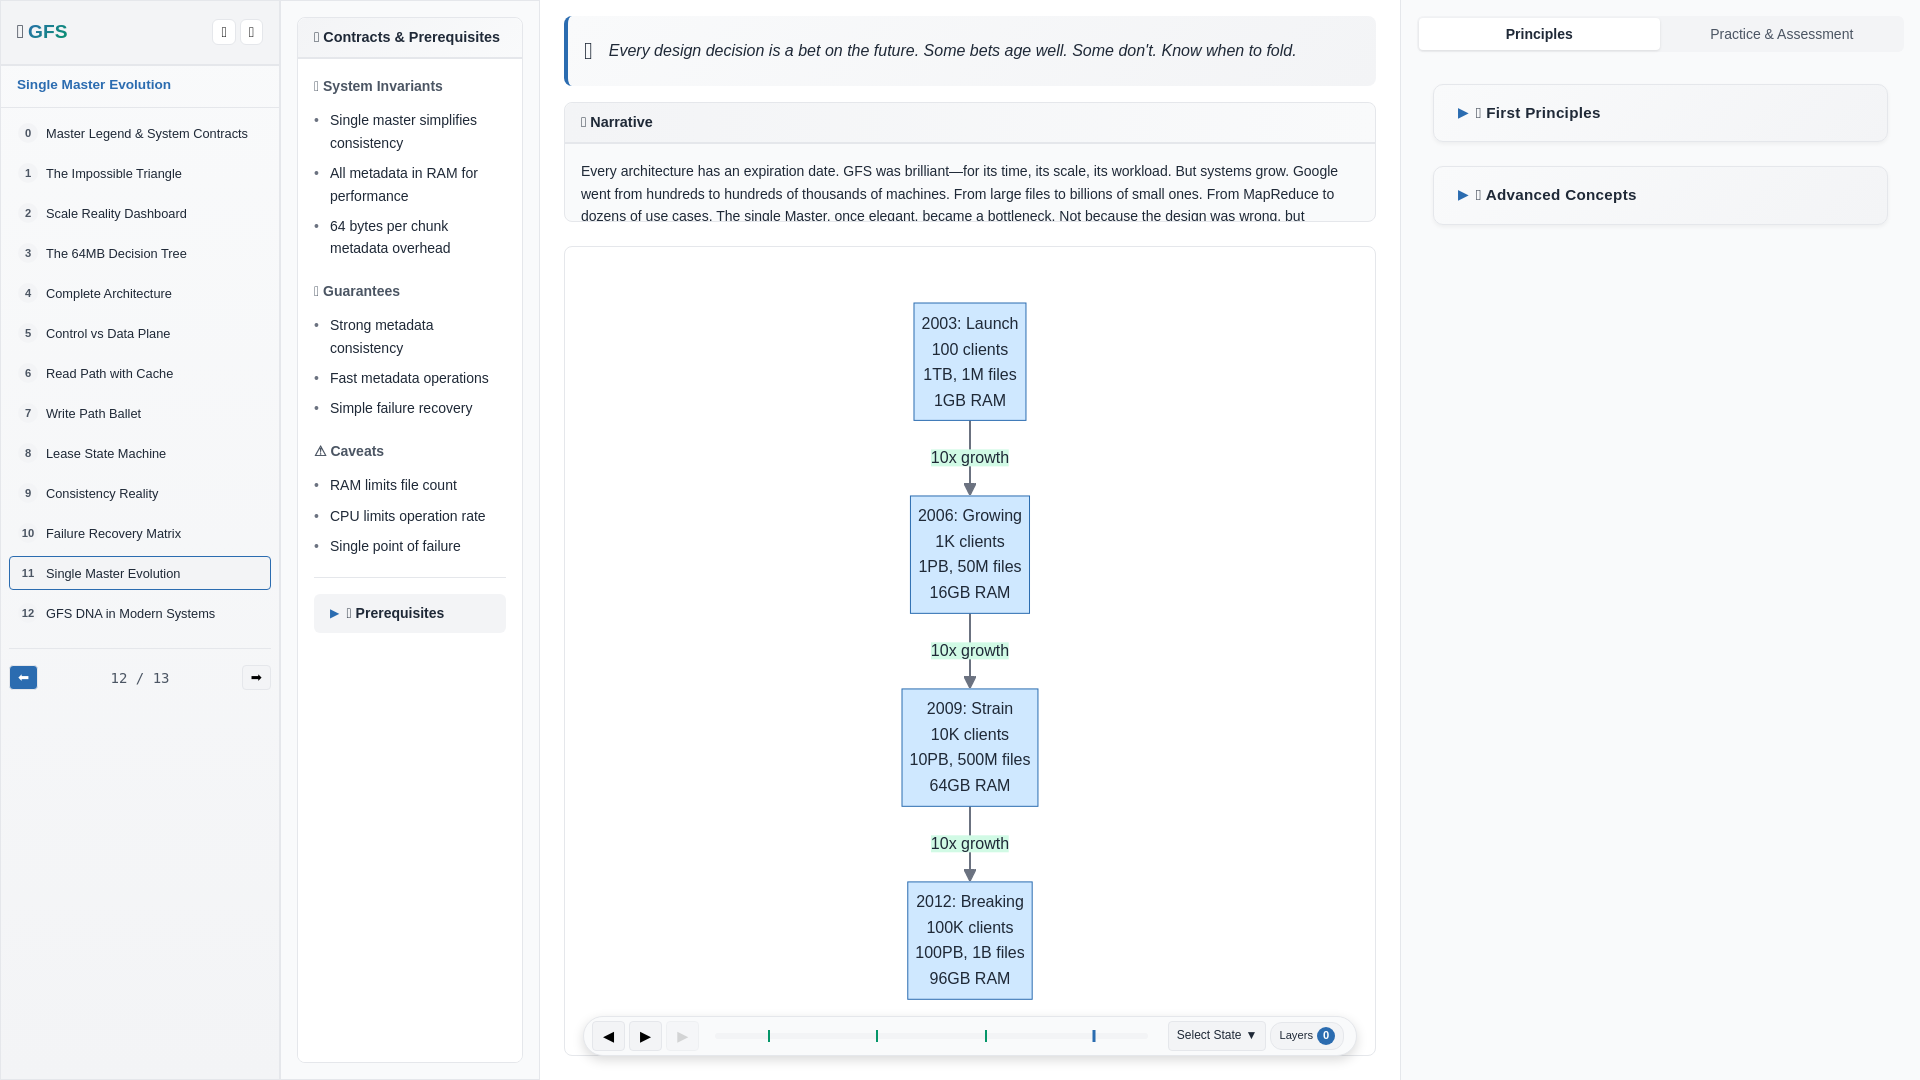 GFS
Single Master Evolution
0 Master Legend & System Contracts
1 The Impossible Triangle
2 Scale Reality Dashboard
3 The 64MB Decision Tree
4 Complete Architecture
5 Control vs Data Plane
6 Read Path with Cache
7 Write Path Ballet
8 Lease State Machine
9 Consistency Reality
10 Failure Recovery Matrix
11 Single Master Evolution
12 GFS DNA in Modern Systems
12 / 13
Contracts & Prerequisites
System Invariants
• Single master simplifies
consistency
• All metadata in RAM for
performance
• 64 bytes per chunk
metadata overhead
Guarantees
• Strong metadata
consistency
• Fast metadata operations
• Simple failure recovery
⚠ Caveats
• RAM limits file count
• CPU limits operation rate
• Single point of failure
▶ Prerequisites
Every design decision is a bet on the future. Some bets age well. Some don't. Know when to fold.
Narrative
Every architecture has an expiration date. GFS was brilliant—for its time, its scale, its workload. But systems grow. Google
went from hundreds to hundreds of thousands of machines. From large files to billions of small ones. From MapReduce to
dozens of use cases. The single Master, once elegant, became a bottleneck. Not because the design was wrong, but
2003: Launch
100 clients
1TB, 1M files
1GB RAM
10x growth
2006: Growing
1K clients
1PB, 50M files
16GB RAM
10x growth
2009: Strain
10K clients
10PB, 500M files
64GB RAM
10x growth
2012: Breaking
100K clients
100PB, 1B files
96GB RAM
Select State ▼
Layers 0
Principles
Practice & Assessment
▶ First Principles
▶ Advanced Concepts